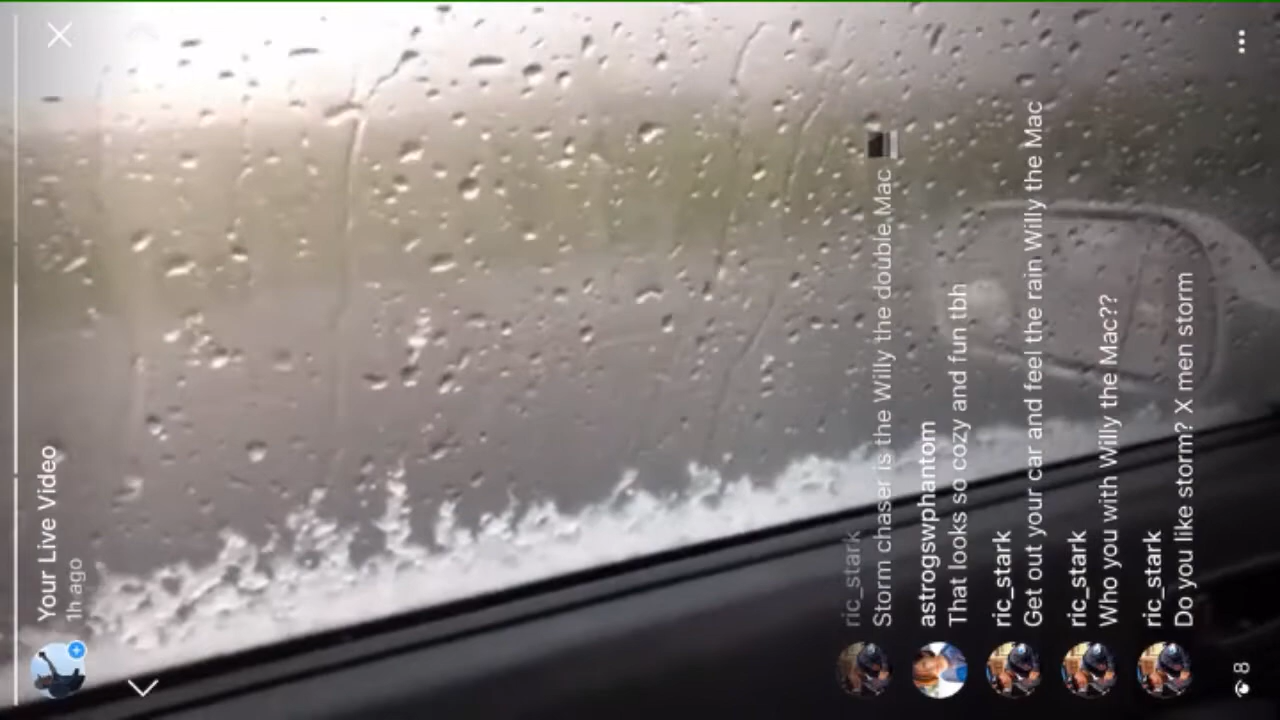 Your Live Video
1h ago
ric_stark
Storm chaser is the Willy the double Mac
astrogswphantom
That looks so cozy and fun tbh
ric_stark
Get out your car and feel the rain Willy the Mac
ric_stark
Who you with Willy the Mac??
ric_stark
Do you like storm? X men storm
8